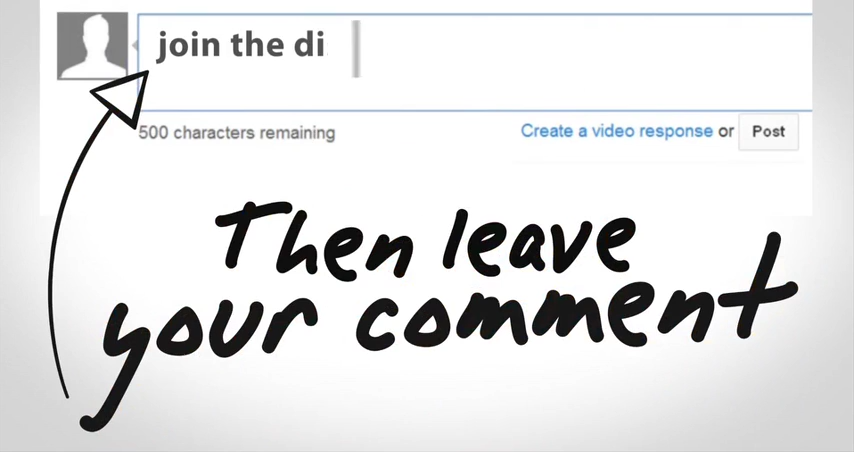 join the di
500 characters remaining
Create a video response or Post
Then leave
your comment